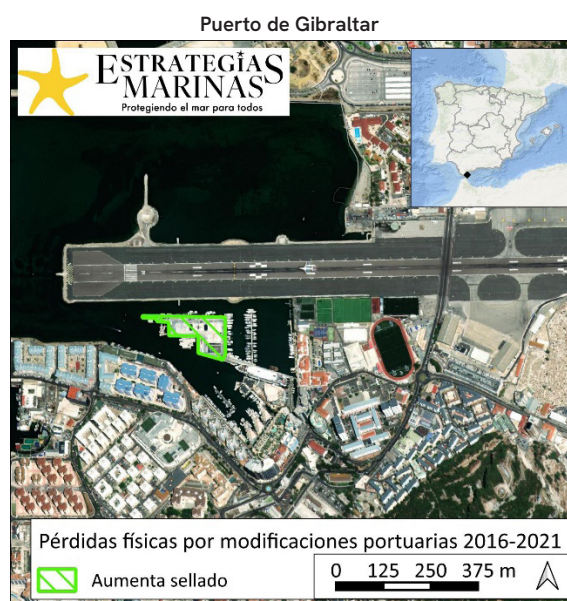 Puerto de Gibraltar
ESTRATEGIAS
MARINAS
Protegiendo el mar para todos
Pérdidas físicas por modificaciones portuarias 2016-2021
Aumenta sellado
0 125 250 375 m